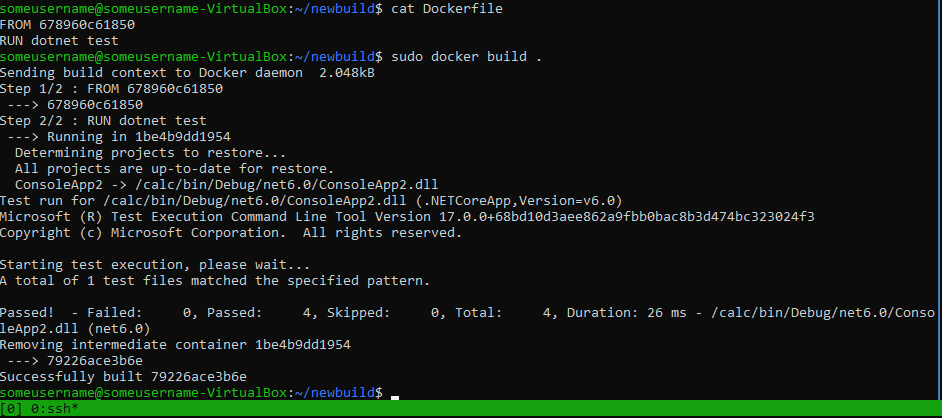 someusername@someusername-VirtualBox:~/newbuild$ cat Dockerfile
FROM 678960c61850
RUN dotnet test
someusername@someusername-VirtualBox:~/newbuild$ sudo docker build .
Sending build context to Docker daemon  2.048kB
Step 1/2 : FROM 678960c61850
 ---> 678960c61850
Step 2/2 : RUN dotnet test
 ---> Running in 1be4b9dd1954
  Determining projects to restore...
  All projects are up-to-date for restore.
  ConsoleApp2 -> /calc/bin/Debug/net6.0/ConsoleApp2.dll
Test run for /calc/bin/Debug/net6.0/ConsoleApp2.dll (.NETCoreApp,Version=v6.0)
Microsoft (R) Test Execution Command Line Tool Version 17.0.0+68bd10d3aee862a9fbb0bac8b3d474bc323024f3
Copyright (c) Microsoft Corporation.  All rights reserved.

Starting test execution, please wait...
A total of 1 test files matched the specified pattern.

Passed!  - Failed:     0, Passed:     4, Skipped:     0, Total:     4, Duration: 26 ms - /calc/bin/Debug/net6.0/Conso
leApp2.dll (net6.0)
Removing intermediate container 1be4b9dd1954
 ---> 79226ace3b6e
Successfully built 79226ace3b6e
someusername@someusername-VirtualBox:~/newbuild$
[0] 0:ssh*